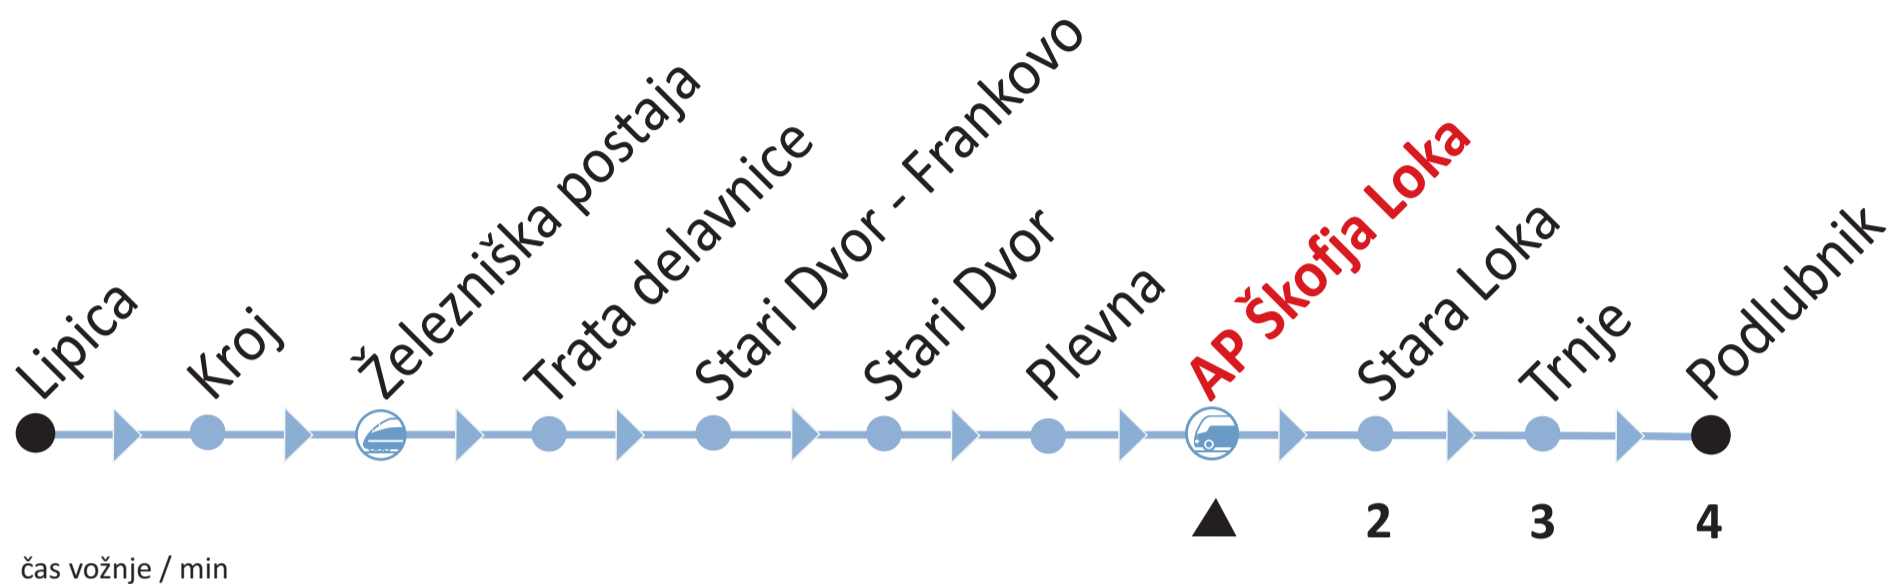 Lipica
Kroj
Železniška postaja
Trata delavnice
Stari Dvor - Frankovo
Stari Dvor
Plevna
AP Škofja Loka
Stara Loka
Trnje
Podlubnik
2 3 4
čas vožnje / min